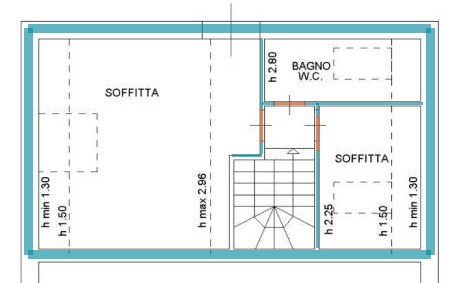 h 2.80
BAGNO
W.C.
SOFFITTA
SOFFITTA
h min 1.30
h 1.50
h max 2.96
h 2.25
h 1.50
h min 1.30